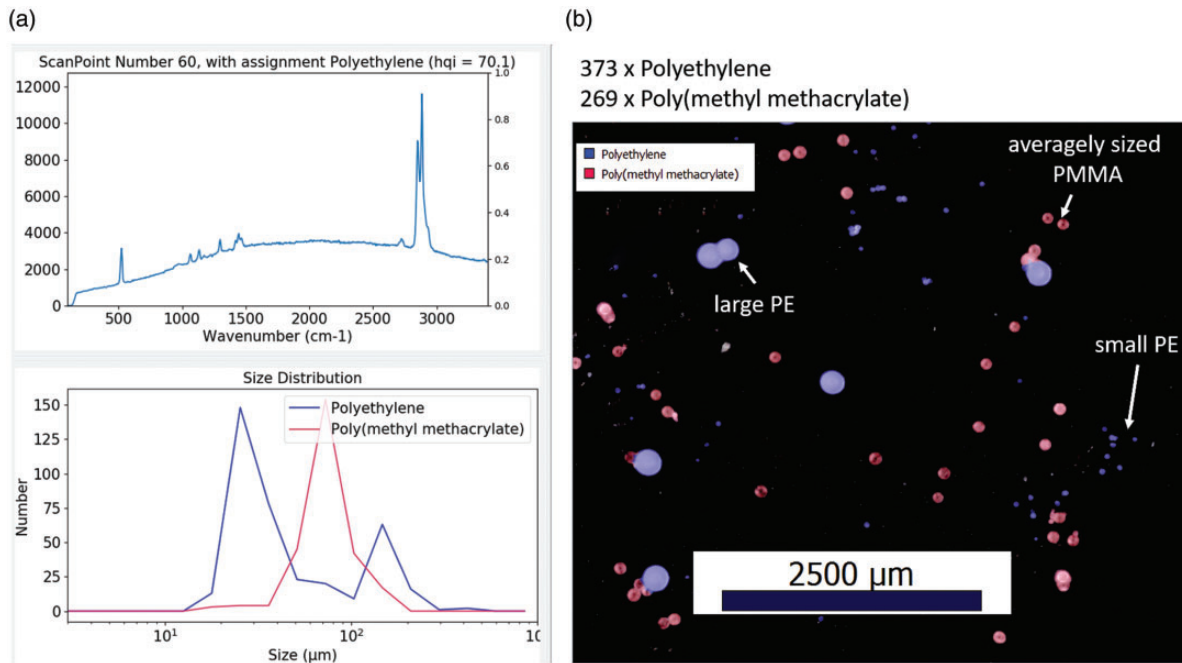 (a)
ScanPoint Number 60, with assignment Polyethylene (hqi = 70.1)
12000
10000
8000
6000
4000
2000
0
1.0
0.8
0.6
0.4
0.2
0.0
500 1000 1500 2000 2500 3000
Wavenumber (cm-1)
Size Distribution
Polyethylene
Poly(methyl methacrylate)
Number
150
125
100
75
50
25
0
10¹ 10² 10
Size (μm)
(b)
373 x Polyethylene
269 x Poly(methyl methacrylate)
Polyethylene
Poly(methyl methacrylate)
averagely sized
PMMA
large PE
small PE
2500 μm